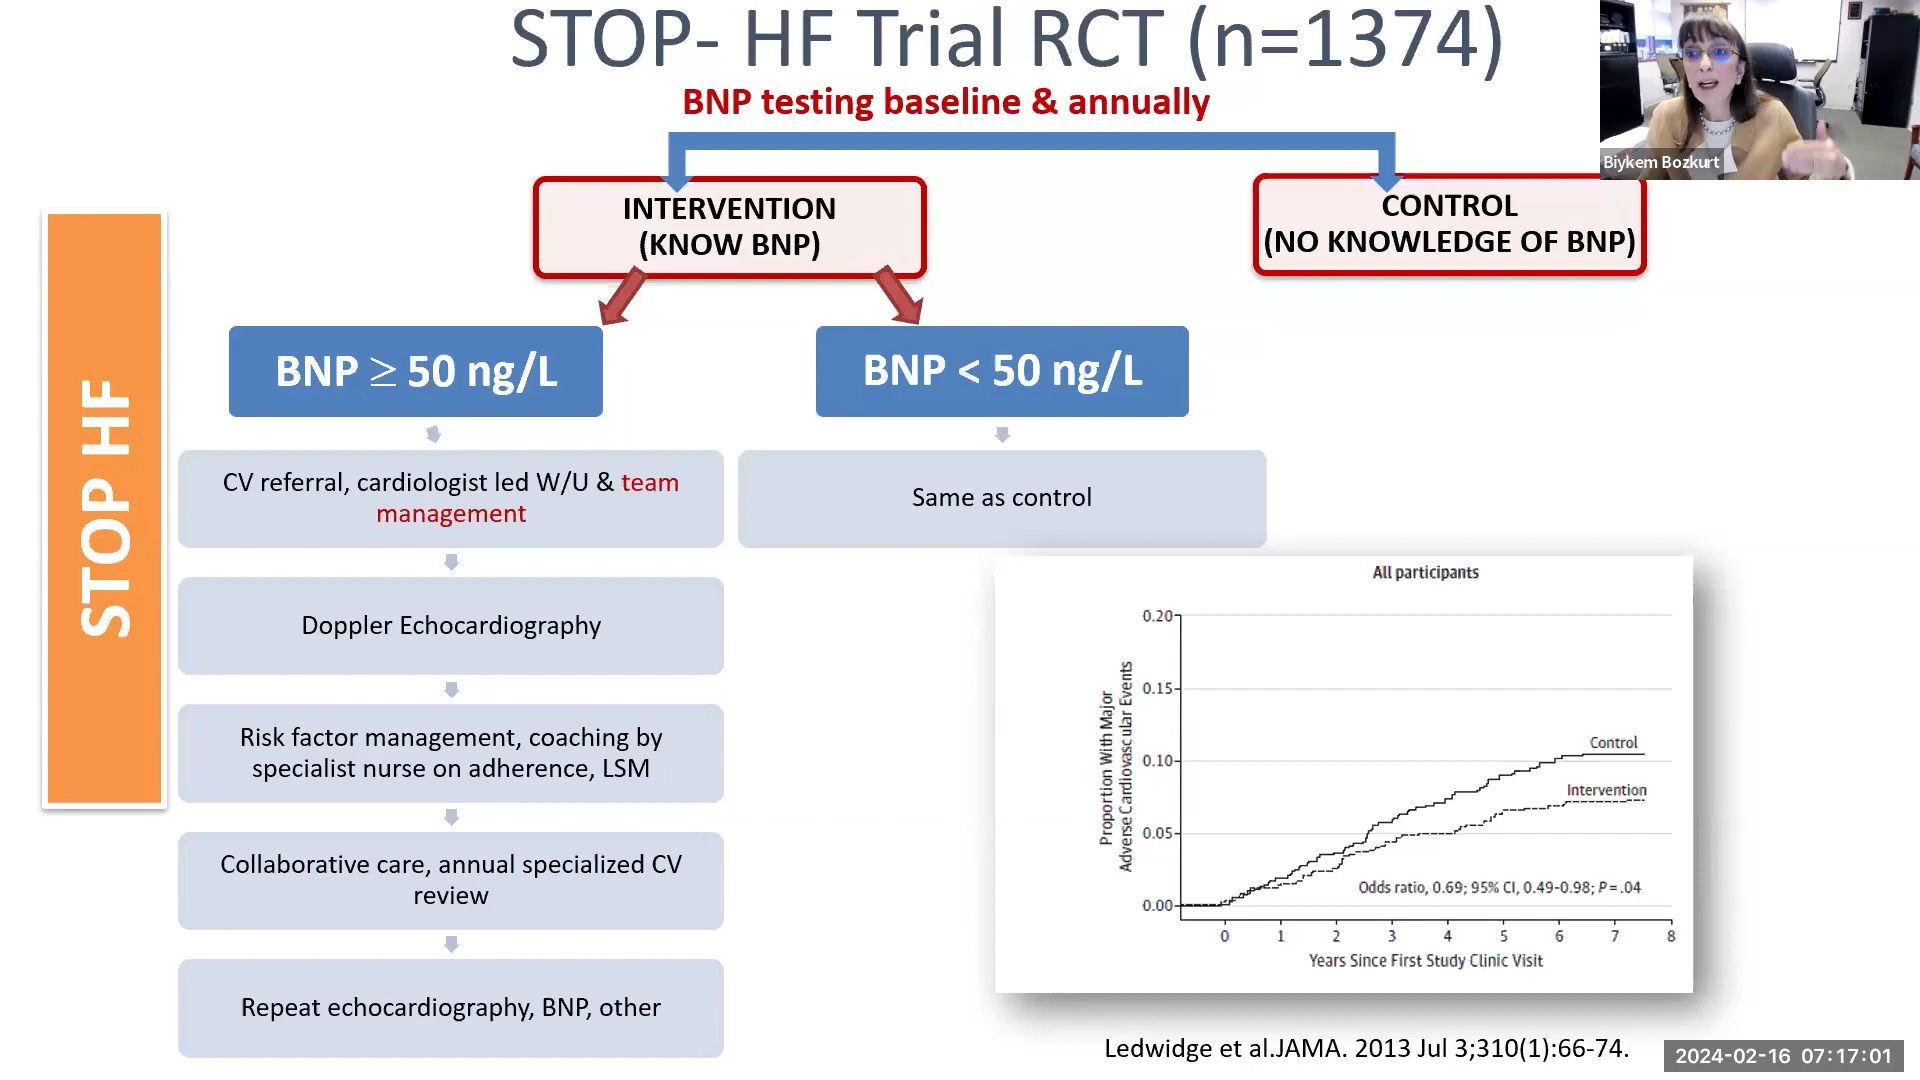 STOP- HF Trial RCT (n=1374)
BNP testing baseline & annually
Biykem Bozkurt
INTERVENTION
(KNOW BNP)
CONTROL
(NO KNOWLEDGE OF BNP)
STOP HF
BNP ≥ 50 ng/L
BNP < 50 ng/L
CV referral, cardiologist led W/U & team
management
Same as control
Doppler Echocardiography
Risk factor management, coaching by
specialist nurse on adherence, LSM
Collaborative care, annual specialized CV
review
Repeat echocardiography, BNP, other
All participants
Proportion With Major
Adverse Cardiovascular Events
0.20
0.15
0.10
0.05
0.00
Control
Intervention
Odds ratio, 0.69; 95% CI, 0.49-0.98; P=.04
0 1 2 3 4 5 6 7 8
Years Since First Study Clinic Visit
Ledwidge et al.JAMA. 2013 Jul 3;310(1):66-74.
2024-02-16 07:17:01